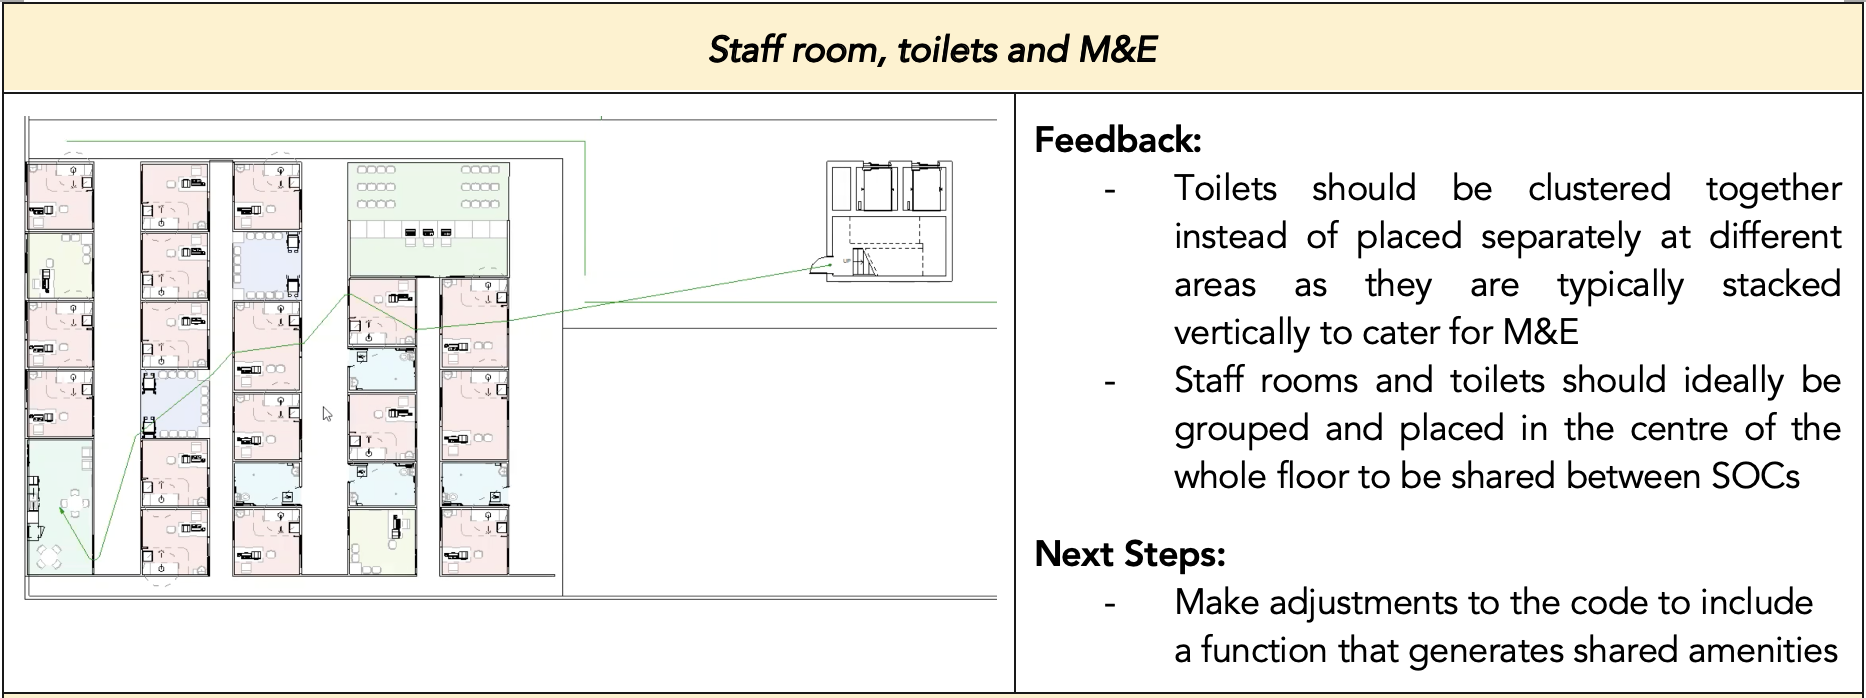 Staff room, toilets and M&E
UP
Feedback:
- Toilets should be clustered together
instead of placed separately at different
areas as they are typically stacked
vertically to cater for M&E
- Staff rooms and toilets should ideally be
grouped and placed in the centre of the
whole floor to be shared between SOCs
Next Steps:
- Make adjustments to the code to include
a function that generates shared amenities